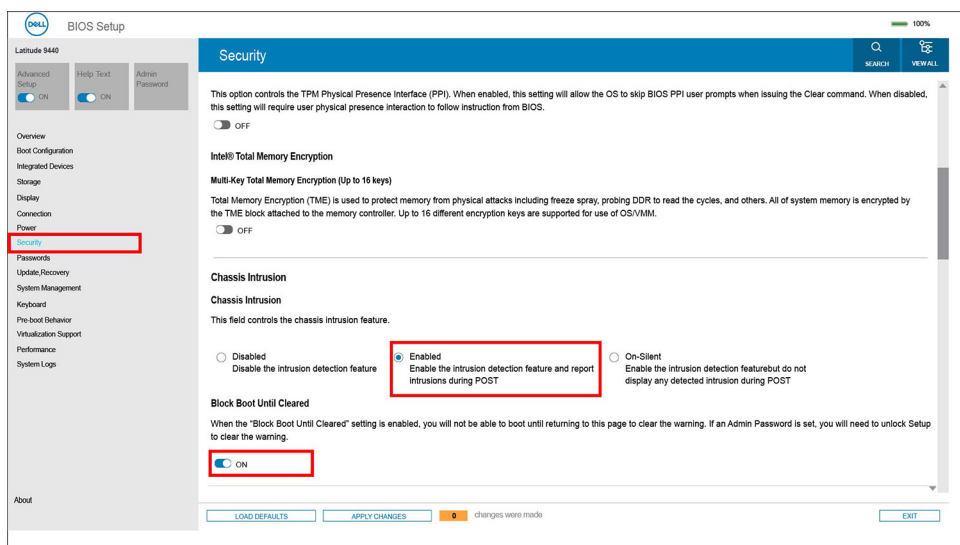 DELL
BIOS Setup
100%
Latitude 9440
Advanced Setup
ON
Help Text
ON
Admin Password
Security
SEARCH
VIEW ALL
Overview
Boot Configuration
Integrated Devices
Storage
Display
Connection
Power
Security
Passwords
Update,Recovery
System Management
Keyboard
Pre-boot Behavior
Virtualization Support
Performance
System Logs
About
This option controls the TPM Physical Presence Interface (PPI). When enabled, this setting will allow the OS to skip BIOS PPI user prompts when issuing the Clear command. When disabled,
this setting will require user physical presence interaction to follow instruction from BIOS.
OFF
Intel® Total Memory Encryption
Multi-Key Total Memory Encryption (Up to 16 keys)
Total Memory Encryption (TME) is used to protect memory from physical attacks including freeze spray, probing DDR to read the cycles, and others. All of system memory is encrypted by
the TME block attached to the memory controller. Up to 16 different encryption keys are supported for use of OS/VMM.
OFF
Chassis Intrusion
Chassis Intrusion
This field controls the chassis intrusion feature.
Disabled
Disable the intrusion detection feature
Enabled
Enable the intrusion detection feature and report
intrusions during POST
On-Silent
Enable the intrusion detection featurebut do not
display any detected intrusion during POST
Block Boot Until Cleared
When the "Block Boot Until Cleared" setting is enabled, you will not be able to boot until returning to this page to clear the warning. If an Admin Password is set, you will need to unlock Setup
to clear the warning.
ON
LOAD DEFAULTS
APPLY CHANGES
0 changes were made
EXIT